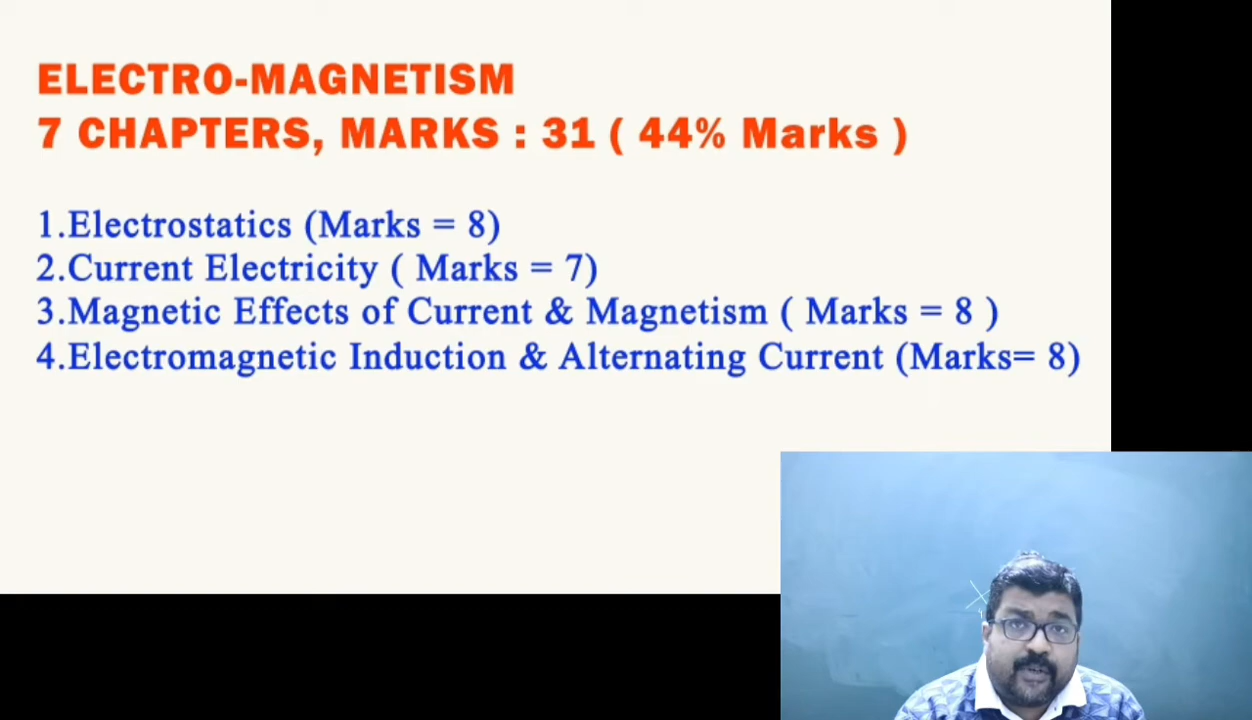 ELECTRO-MAGNETISM
7 CHAPTERS, MARKS : 31 ( 44% Marks )
1.Electrostatics (Marks = 8)
2.Current Electricity ( Marks = 7)
3.Magnetic Effects of Current & Magnetism ( Marks = 8 )
4.Electromagnetic Induction & Alternating Current (Marks= 8)